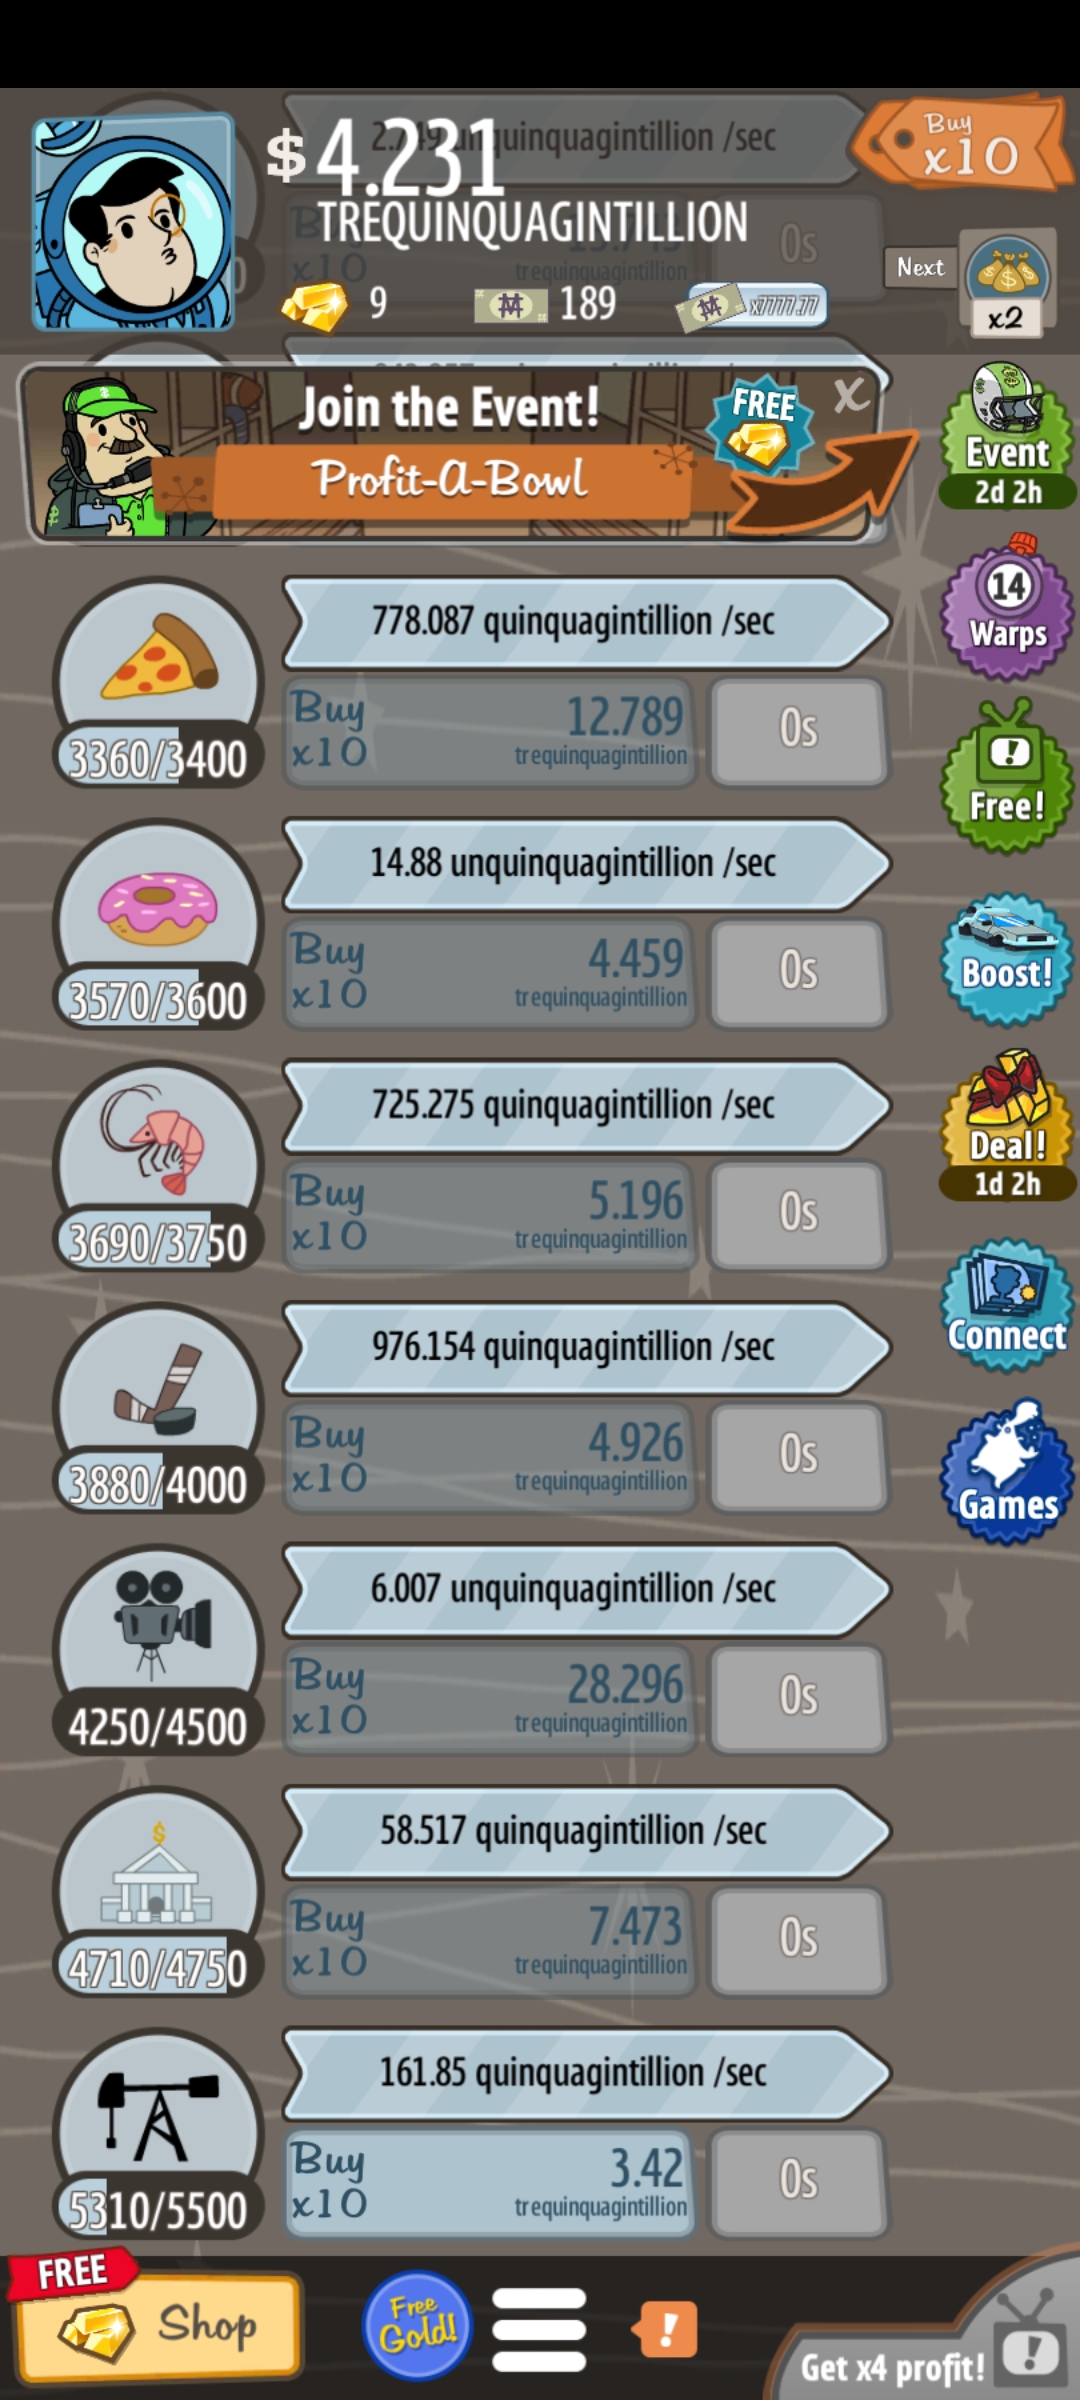 quinquagintillion /sec
$ 4.231
TREQUINQUAGINTILLION
Buy
x10
0s
trequinquagintillion
Buy
x10
Next
x2
9
189
x7777.77
Join the Event!
FREE
X
Profit-A-Bowl
Event
2d 2h
778.087 quinquagintillion /sec
Buy
x10
12.789
trequinquagintillion
0s
3360/3400
14
Warps
Free!
14.88 unquinquagintillion /sec
Buy
x10
4.459
trequinquagintillion
0s
3570/3600
Boost!
725.275 quinquagintillion /sec
Buy
x10
5.196
trequinquagintillion
0s
3690/3750
Deal!
1d 2h
976.154 quinquagintillion /sec
Buy
x10
4.926
trequinquagintillion
0s
3880/4000
Connect
Games
6.007 unquinquagintillion /sec
Buy
x10
28.296
trequinquagintillion
0s
4250/4500
58.517 quinquagintillion /sec
Buy
x10
7.473
trequinquagintillion
0s
4710/4750
161.85 quinquagintillion /sec
Buy
x10
3.42
trequinquagintillion
0s
5310/5500
FREE
Shop
Free
Gold!
!
Get x4 profit!